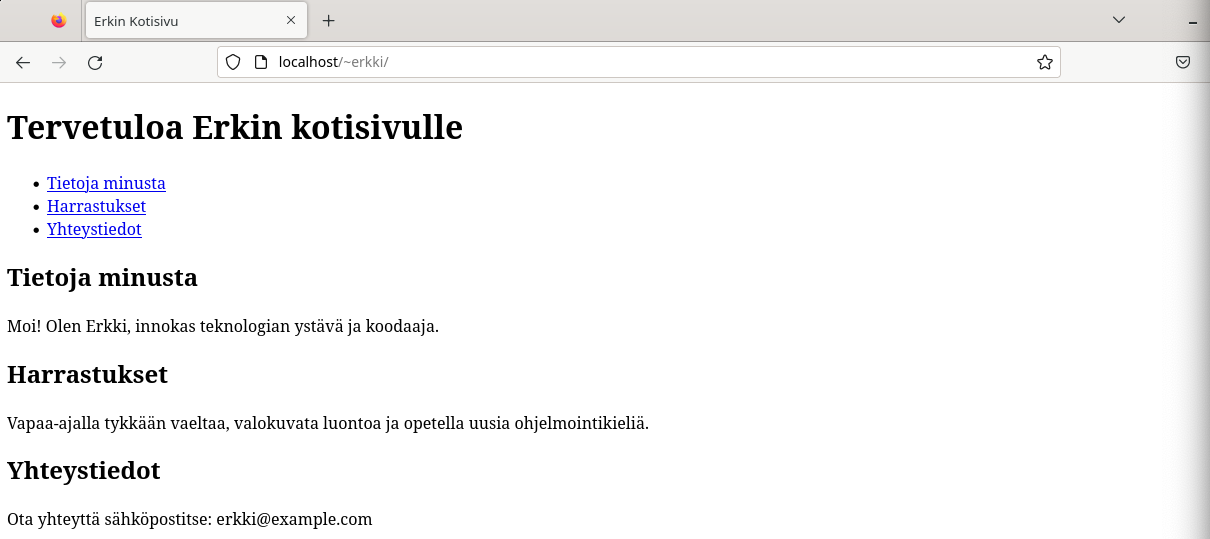 Erkin Kotisivu
localhost/~erkki/
Tervetuloa Erkin kotisivulle
Tietoja minusta
Harrastukset
Yhteystiedot
Tietoja minusta
Moi! Olen Erkki, innokas teknologian ystävä ja koodaaja.
Harrastukset
Vapaa-ajalla tykkään vaeltaa, valokuvata luontoa ja opetella uusia ohjelmointikieliä.
Yhteystiedot
Ota yhteyttä sähköpostitse: erkki@example.com